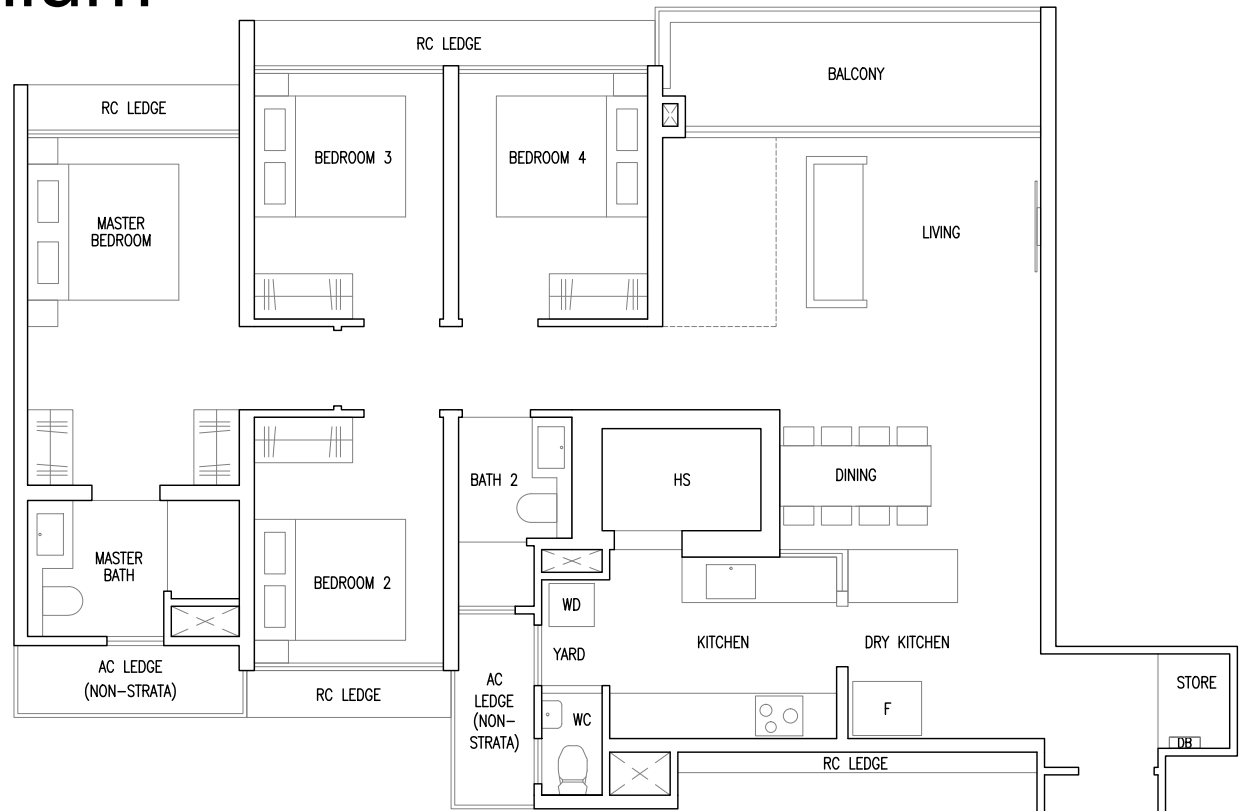 RC LEDGE
BALCONY
RC LEDGE
BEDROOM 3
BEDROOM 4
MASTER
BEDROOM
LIVING
BATH 2
HS
DINING
MASTER
BATH
BEDROOM 2
WD
YARD
KITCHEN
DRY KITCHEN
AC LEDGE
(NON-STRATA)
RC LEDGE
AC
LEDGE
(NON-
STRATA)
WC
F
STORE
DB
RC LEDGE